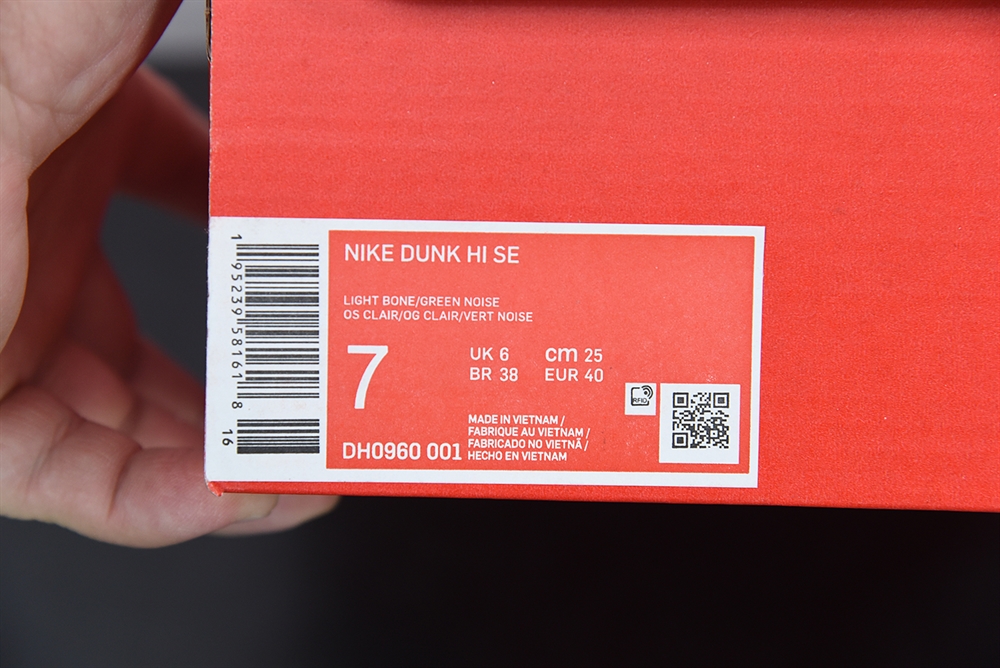 1 95239 58161 8
16
NIKE DUNK HI SE
LIGHT BONE/GREEN NOISE
OS CLAIR/OG CLAIR/VERT NOISE
7
UK 6 cm 25
BR 38 EUR 40
RFID
MADE IN VIETNAM /
FABRIQUE AU VIETNAM /
FABRICADO NO VIETNÃ /
HECHO EN VIETNAM
DH0960 001